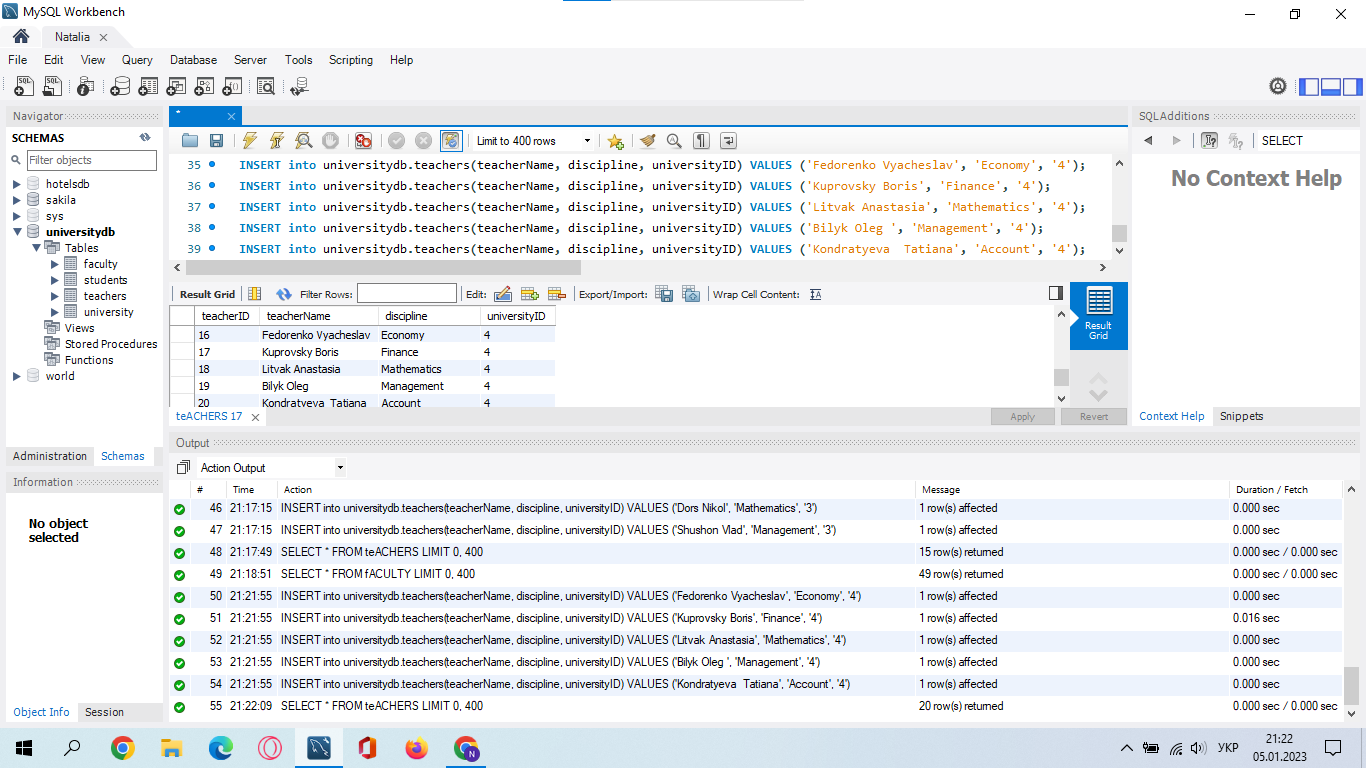 MySQL Workbench
Natalia
File Edit View Query Database Server Tools Scripting Help
Navigator
SCHEMAS
Filter objects
hotelsdb
sakila
sys
universitydb
Tables
faculty
students
teachers
university
Views
Stored Procedures
Functions
world
Administration Schemas
Information
No object
selected
Object Info Session
*
Limit to 400 rows
35 INSERT into universitydb.teachers(teacherName, discipline, universityID) VALUES ('Fedorenko Vyacheslav', 'Economy', '4');
36 INSERT into universitydb.teachers(teacherName, discipline, universityID) VALUES ('Kuprovsky Boris', 'Finance', '4');
37 INSERT into universitydb.teachers(teacherName, discipline, universityID) VALUES ('Litvak Anastasia', 'Mathematics', '4');
38 INSERT into universitydb.teachers(teacherName, discipline, universityID) VALUES ('Bilyk Oleg ', 'Management', '4');
39 INSERT into universitydb.teachers(teacherName, discipline, universityID) VALUES ('Kondratyeva  Tatiana', 'Account', '4');
Result Grid Filter Rows: Edit: Export/Import: Wrap Cell Content:
teacherID teacherName discipline universityID
16 Fedorenko Vyacheslav Economy 4
17 Kuprovsky Boris Finance 4
18 Litvak Anastasia Mathematics 4
19 Bilyk Oleg Management 4
20 Kondratyeva  Tatiana Account 4
Result
Grid
teACHERS 17
Apply Revert
SQLAdditions
SELECT
No Context Help
Context Help Snippets
Output
Action Output
# Time Action Message Duration / Fetch
46 21:17:15 INSERT into universitydb.teachers(teacherName, discipline, universityID) VALUES ('Dors Nikol', 'Mathematics', '3') 1 row(s) affected 0.000 sec
47 21:17:15 INSERT into universitydb.teachers(teacherName, discipline, universityID) VALUES ('Shushon Vlad', 'Management', '3') 1 row(s) affected 0.000 sec
48 21:17:49 SELECT * FROM teACHERS LIMIT 0, 400 15 row(s) returned 0.000 sec / 0.000 sec
49 21:18:51 SELECT * FROM fACULTY LIMIT 0, 400 49 row(s) returned 0.000 sec / 0.000 sec
50 21:21:55 INSERT into universitydb.teachers(teacherName, discipline, universityID) VALUES ('Fedorenko Vyacheslav', 'Economy', '4') 1 row(s) affected 0.000 sec
51 21:21:55 INSERT into universitydb.teachers(teacherName, discipline, universityID) VALUES ('Kuprovsky Boris', 'Finance', '4') 1 row(s) affected 0.016 sec
52 21:21:55 INSERT into universitydb.teachers(teacherName, discipline, universityID) VALUES ('Litvak Anastasia', 'Mathematics', '4') 1 row(s) affected 0.000 sec
53 21:21:55 INSERT into universitydb.teachers(teacherName, discipline, universityID) VALUES ('Bilyk Oleg ', 'Management', '4') 1 row(s) affected 0.000 sec
54 21:21:55 INSERT into universitydb.teachers(teacherName, discipline, universityID) VALUES ('Kondratyeva  Tatiana', 'Account', '4') 1 row(s) affected 0.000 sec
55 21:22:09 SELECT * FROM teACHERS LIMIT 0, 400 20 row(s) returned 0.000 sec / 0.000 sec
N
УКР
21:22
05.01.2023